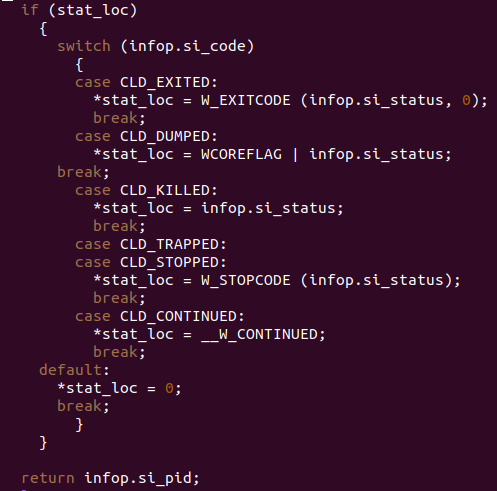 if (stat_loc)
  {
    switch (infop.si_code)
      {
      case CLD_EXITED:
        *stat_loc = W_EXITCODE (infop.si_status, 0);
        break;
      case CLD_DUMPED:
        *stat_loc = WCOREFLAG | infop.si_status;
    break;
      case CLD_KILLED:
        *stat_loc = infop.si_status;
        break;
      case CLD_TRAPPED:
      case CLD_STOPPED:
        *stat_loc = W_STOPCODE (infop.si_status);
        break;
      case CLD_CONTINUED:
        *stat_loc = __W_CONTINUED;
        break;
  default:
    *stat_loc = 0;
    break;
      }
  }

return infop.si_pid;